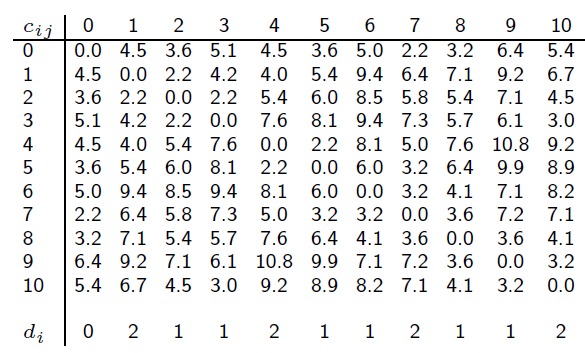 c_{ij} 0 1 2 3 4 5 6 7 8 9 10
0 0.0 4.5 3.6 5.1 4.5 3.6 5.0 2.2 3.2 6.4 5.4
1 4.5 0.0 2.2 4.2 4.0 5.4 9.4 6.4 7.1 9.2 6.7
2 3.6 2.2 0.0 2.2 5.4 6.0 8.5 5.8 5.4 7.1 4.5
3 5.1 4.2 2.2 0.0 7.6 8.1 9.4 7.3 5.7 6.1 3.0
4 4.5 4.0 5.4 7.6 0.0 2.2 8.1 5.0 7.6 10.8 9.2
5 3.6 5.4 6.0 8.1 2.2 0.0 6.0 3.2 6.4 9.9 8.9
6 5.0 9.4 8.5 9.4 8.1 6.0 0.0 3.2 4.1 7.1 8.2
7 2.2 6.4 5.8 7.3 5.0 3.2 3.2 0.0 3.6 7.2 7.1
8 3.2 7.1 5.4 5.7 7.6 6.4 4.1 3.6 0.0 3.6 4.1
9 6.4 9.2 7.1 6.1 10.8 9.9 7.1 7.2 3.6 0.0 3.2
10 5.4 6.7 4.5 3.0 9.2 8.9 8.2 7.1 4.1 3.2 0.0
d_i 0 2 1 1 2 1 1 2 1 1 2